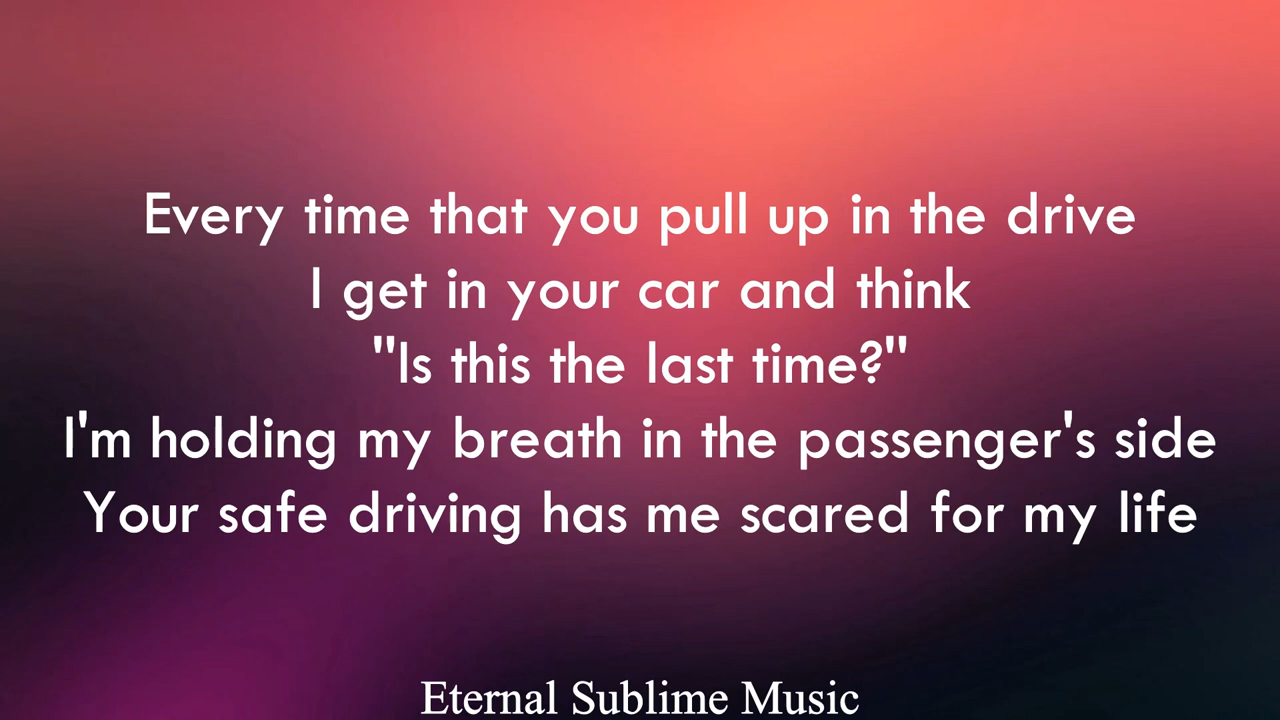 Every time that you pull up in the drive
I get in your car and think
"Is this the last time?"
I'm holding my breath in the passenger's side
Your safe driving has me scared for my life
Eternal Sublime Music